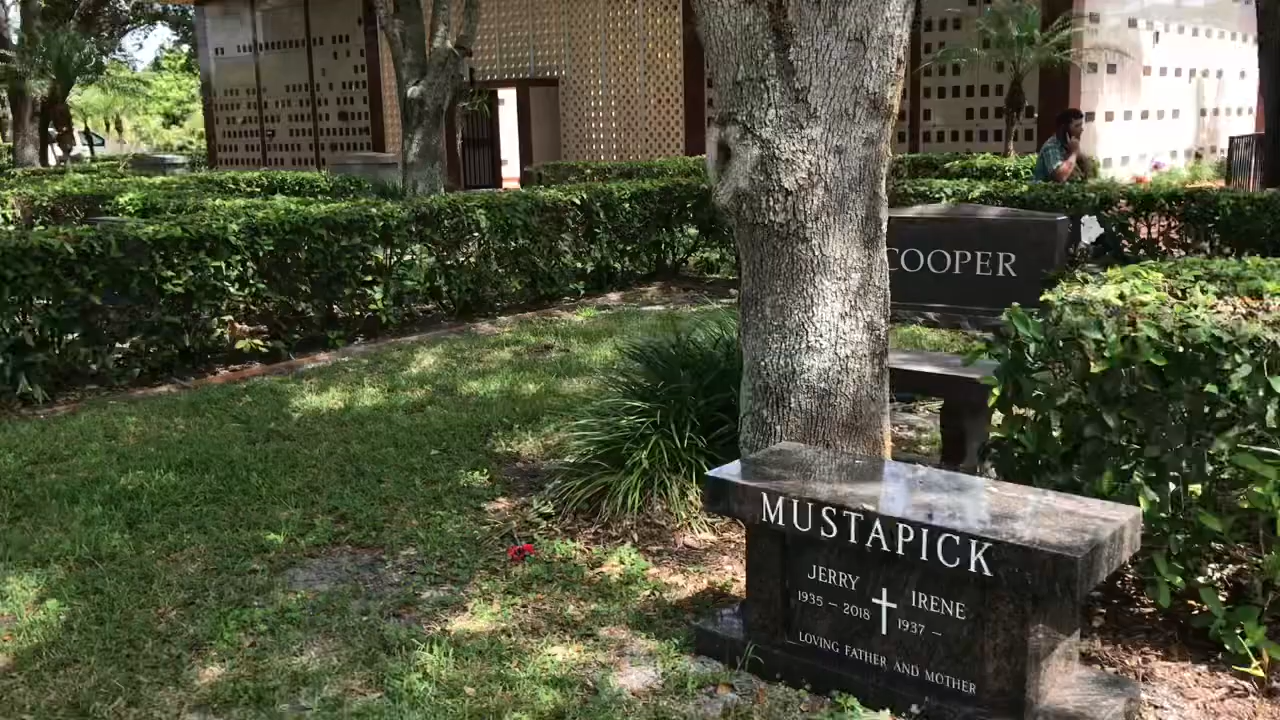 COOPER
MUSTAPICK
JERRY IRENE
1935 – 2018 1937 –
LOVING FATHER AND MOTHER